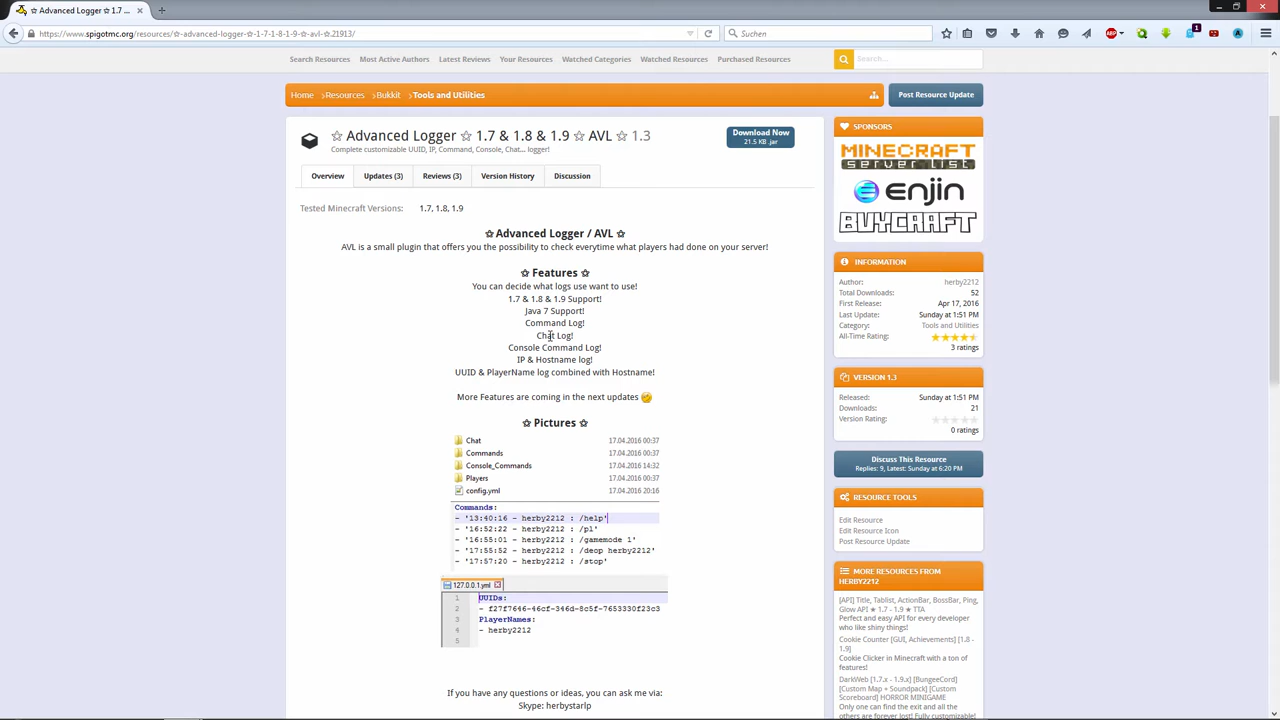 ☆ Advanced Logger ☆ 1.7 ...
https://www.spigotmc.org/resources/☆-advanced-logger-☆-1-7-1-8-1-9-☆-avl-☆.21913/
Suchen
ABP
1
Search Resources Most Active Authors Latest Reviews Your Resources Watched Categories Watched Resources Purchased Resources
Search...
Home Resources Bukkit Tools and Utilities
Post Resource Update
☆ Advanced Logger ☆ 1.7 & 1.8 & 1.9 ☆ AVL ☆ 1.3
Complete customizable UUID, IP, Command, Console, Chat... logger!
Download Now
21.5 KB .jar
Overview Updates (3) Reviews (3) Version History Discussion
Tested Minecraft Versions: 1.7, 1.8, 1.9
✩ Advanced Logger / AVL ✩
AVL is a small plugin that offers you the possibility to check everytime what players had done on your server!
✩ Features ✩
You can decide what logs use want to use!
1.7 & 1.8 & 1.9 Support!
Java 7 Support!
Command Log!
Chat Log!
Console Command Log!
IP & Hostname log!
UUID & PlayerName log combined with Hostname!
More Features are coming in the next updates
✩ Pictures ✩
Chat 17.04.2016 00:37
Commands 17.04.2016 00:37
Console_Commands 17.04.2016 14:32
Players 17.04.2016 00:37
config.yml 17.04.2016 20:16
Commands:
- '13:40:16 - herby2212 : /help'
- '16:52:22 - herby2212 : /pl'
- '16:55:01 - herby2212 : /gamemode 1'
- '17:55:52 - herby2212 : /deop herby2212'
- '17:57:20 - herby2212 : /stop'
127.0.0.1.yml
1 UUIDs:
2 - f27f7646-46cf-346d-8c5f-7653330f23c3
3 PlayerNames:
4 - herby2212
5
If you have any questions or ideas, you can ask me via:
Skype: herbystarlp
SPONSORS
MINECRAFT
SERVER LIST
enjin
BUYCRAFT
INFORMATION
Author: herby2212
Total Downloads: 52
First Release: Apr 17, 2016
Last Update: Sunday at 1:51 PM
Category: Tools and Utilities
All-Time Rating:
3 ratings
VERSION 1.3
Released: Sunday at 1:51 PM
Downloads: 21
Version Rating:
0 ratings
Discuss This Resource
Replies: 9, Latest: Sunday at 6:20 PM
RESOURCE TOOLS
Edit Resource
Edit Resource Icon
Post Resource Update
MORE RESOURCES FROM
HERBY2212
[API] Title, Tablist, ActionBar, BossBar, Ping,
Glow API ★ 1.7 - 1.9 ★ TTA
Perfect and easy API for every developer
who like shiny things!
Cookie Counter [GUI, Achievements] [1.8 -
1.9]
Cookie Clicker in Minecraft with a ton of
features!
DarkWeb [1.7.x - 1.9.x] [BungeeCord]
[Custom Map + Soundpack] [Custom
Scoreboard] HORROR MINIGAME
Only one can find the exit and all the
others are forever lost! Fully customizable!